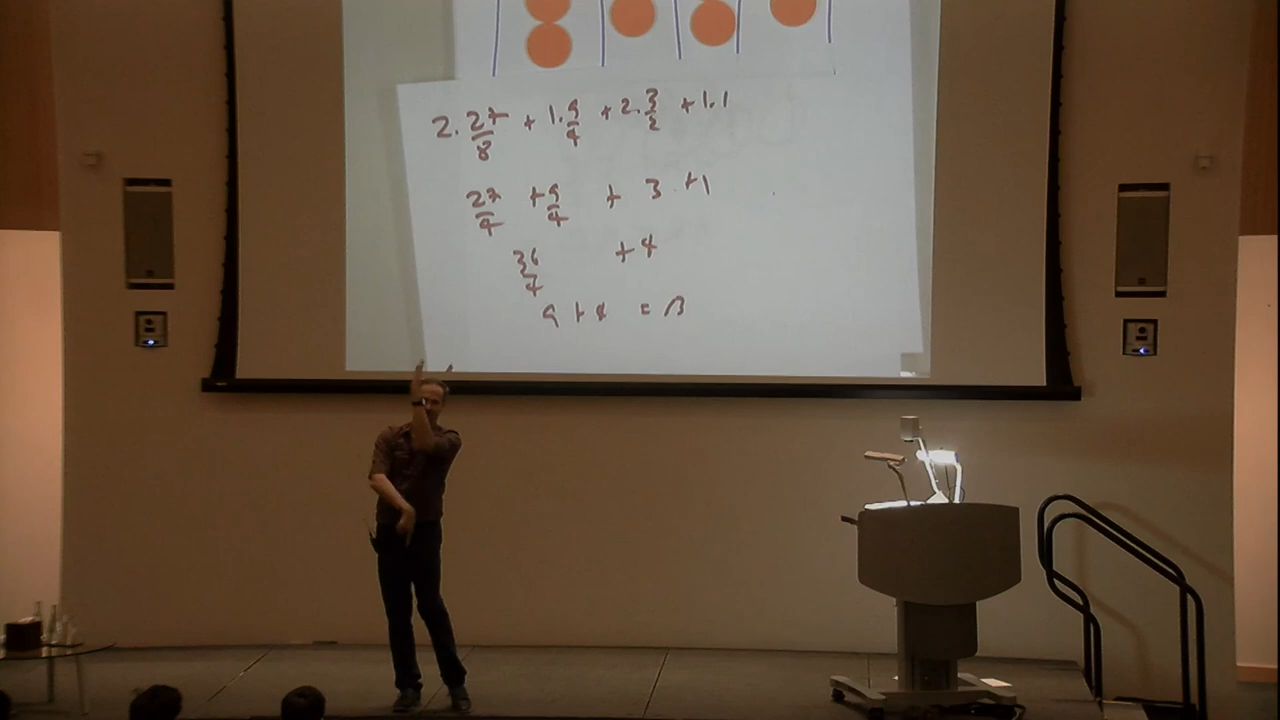 2. 27/8 + 1. 9/4 + 2. 3/2 + 1.1
27/4 + 9/4 + 3 + 1
36/4 + 4
9 + 4 = 13